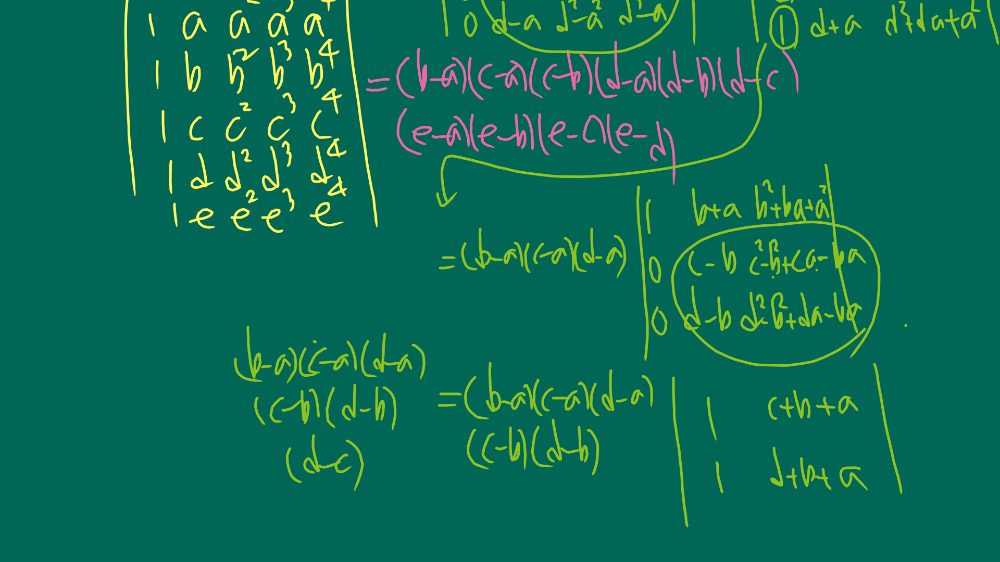 | 1 a a² a³ a⁴ |
| 1 b b² b³ b⁴ |
| 1 c c² c³ c⁴ |
| 1 d d² d³ d⁴ |
| 1 e e² e³ e⁴ |
| 0 d-a d²-a² d³-a |
| 1 d+a d²+da+a² |
= (b-a)(c-a)(c-b)(d-a)(d-b)(d-c)
(e-a)(e-b)(e-c)(e-d)
= (b-a)(c-a)(d-a)
| 1 b+a b²+ba+a² |
| 0 c-b c²-b²+ca-ba |
| 0 d-b d²-b²+da-ba |
= (b-a)(c-a)(d-a)
(c-b)(d-b)
| 1 c+b+a |
| 1 d+b+a |
(b-a)(c-a)(d-a)
(c-b)(d-b)
(d-c)